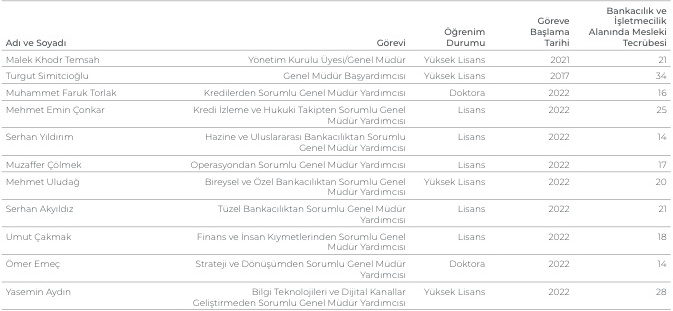 Adı ve Soyadı Görevi Öğrenim Durumu Göreve Başlama Tarihi Bankacılık ve İşletmecilik Alanında Mesleki Tecrübesi
Malek Khodr Temsah Yönetim Kurulu Üyesi/Genel Müdür Yüksek Lisans 2021 21
Turgut Simitcioğlu Genel Müdür Başyardımcısı Yüksek Lisans 2017 34
Muhammet Faruk Torlak Kredilerden Sorumlu Genel Müdür Yardımcısı Doktora 2022 16
Mehmet Emin Çonkar Kredi İzleme ve Hukuki Takipten Sorumlu Genel Lisans 2022 25
Müdür Yardımcısı
Serhan Yıldırım Hazine ve Uluslararası Bankacılıktan Sorumlu Lisans 2022 14
Genel Müdür Yardımcısı
Muzaffer Çölmek Operasyondan Sorumlu Genel Müdür Yardımcısı Lisans 2022 17
Mehmet Uludağ Bireysel ve Özel Bankacılıktan Sorumlu Genel Yüksek Lisans 2022 20
Müdür Yardımcısı
Serhan Akyıldız Tüzel Bankacılıktan Sorumlu Genel Müdür Lisans 2022 21
Yardımcısı
Umut Çakmak Finans ve İnsan Kıymetlerinden Sorumlu Genel Lisans 2022 18
Müdür Yardımcısı
Ömer Emeç Strateji ve Dönüşümden Sorumlu Genel Müdür Doktora 2022 14
Yardımcısı
Yasemin Aydın Bilgi Teknolojileri ve Dijital Kanallar Yüksek Lisans 2022 28
Geliştirmeden Sorumlu Genel Müdür Yardımcısı